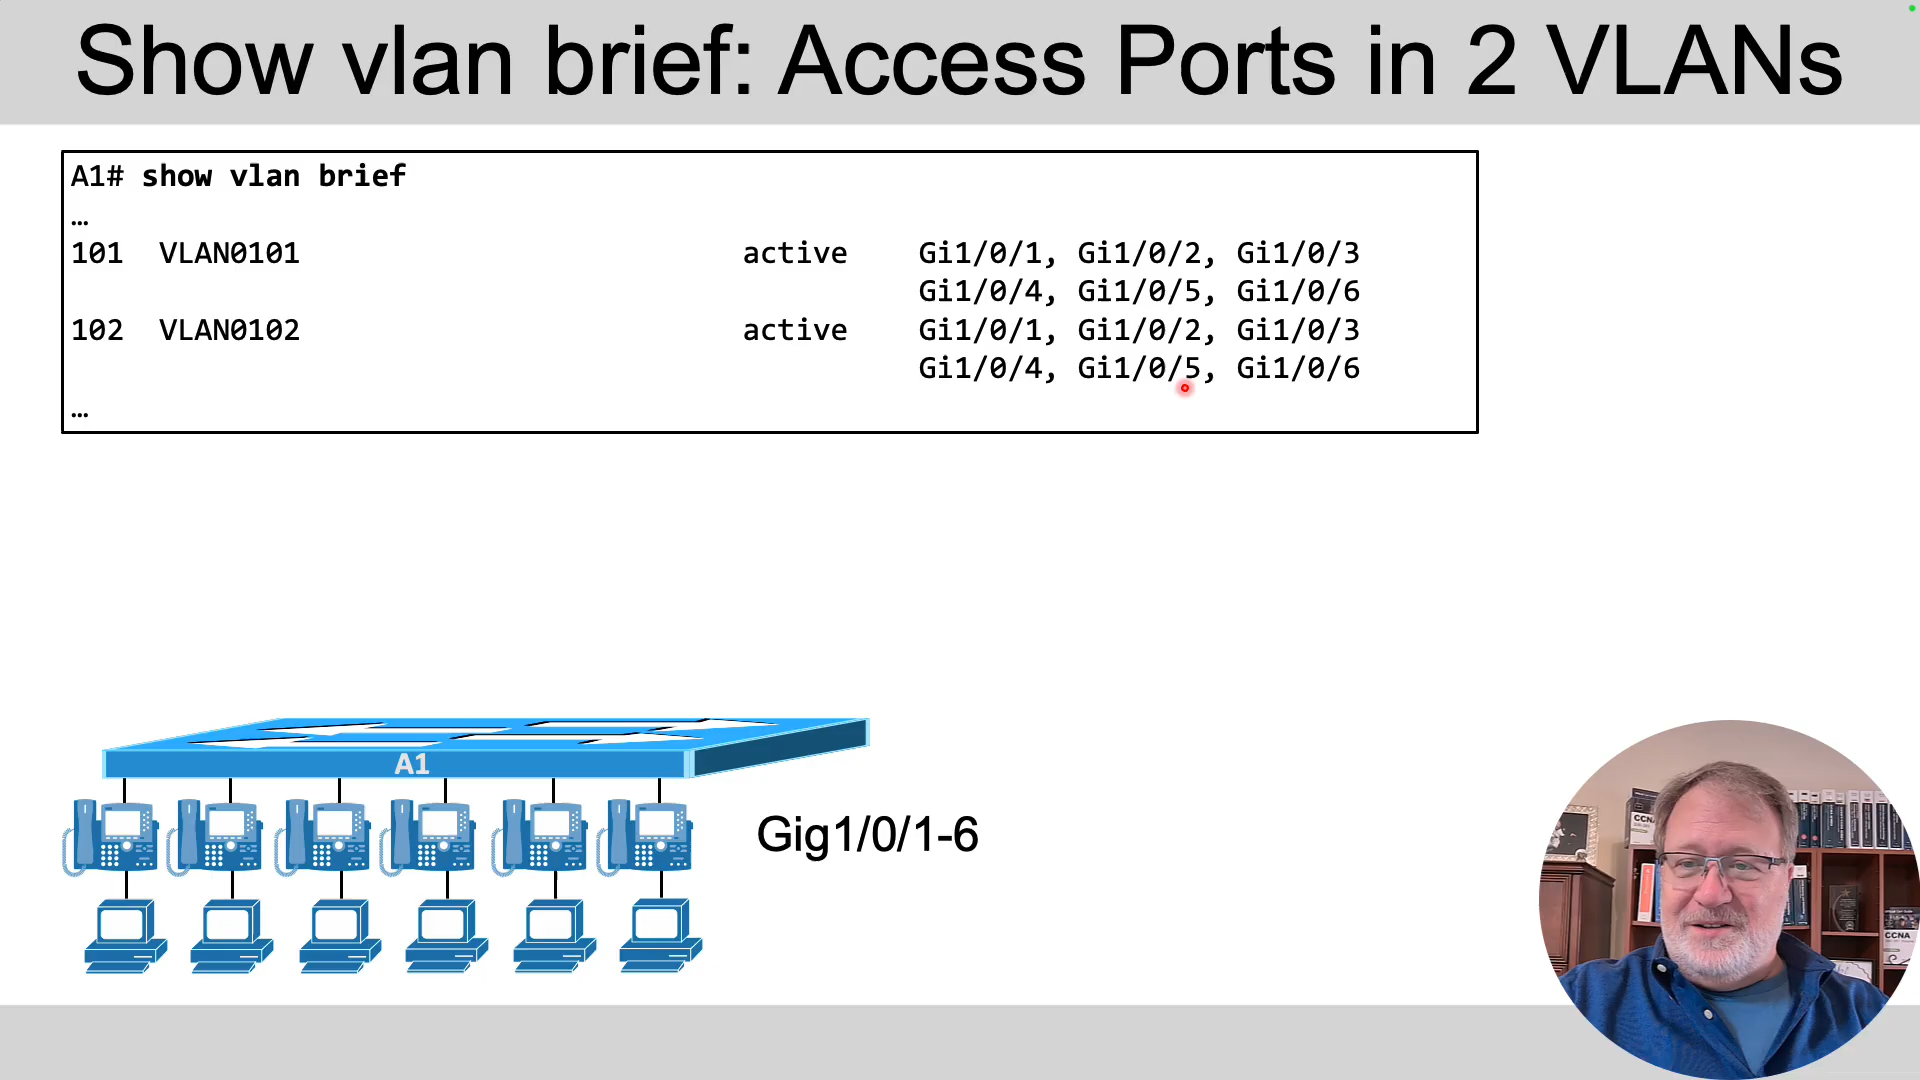 Show vlan brief: Access Ports in 2 VLANs
A1# show vlan brief
…
101 VLAN0101 active Gi1/0/1, Gi1/0/2, Gi1/0/3
Gi1/0/4, Gi1/0/5, Gi1/0/6
102 VLAN0102 active Gi1/0/1, Gi1/0/2, Gi1/0/3
Gi1/0/4, Gi1/0/5, Gi1/0/6
…
A1
Gig1/0/1-6
CCNA